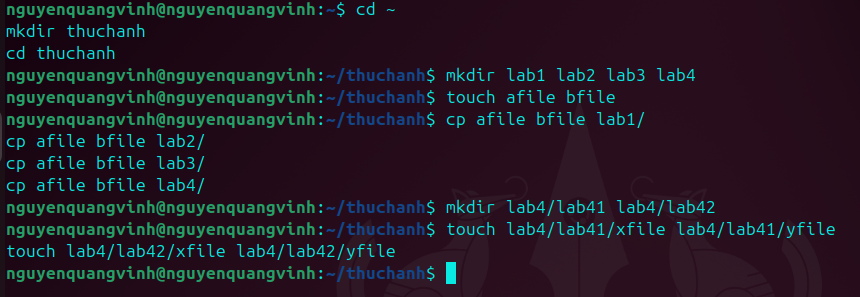 nguyenquangvinh@nguyenquangvinh:~$ cd ~
mkdir thuchanh
cd thuchanh
nguyenquangvinh@nguyenquangvinh:~/thuchanh$ mkdir lab1 lab2 lab3 lab4
nguyenquangvinh@nguyenquangvinh:~/thuchanh$ touch afile bfile
nguyenquangvinh@nguyenquangvinh:~/thuchanh$ cp afile bfile lab1/
cp afile bfile lab2/
cp afile bfile lab3/
cp afile bfile lab4/
nguyenquangvinh@nguyenquangvinh:~/thuchanh$ mkdir lab4/lab41 lab4/lab42
nguyenquangvinh@nguyenquangvinh:~/thuchanh$ touch lab4/lab41/xfile lab4/lab41/yfile
touch lab4/lab42/xfile lab4/lab42/yfile
nguyenquangvinh@nguyenquangvinh:~/thuchanh$